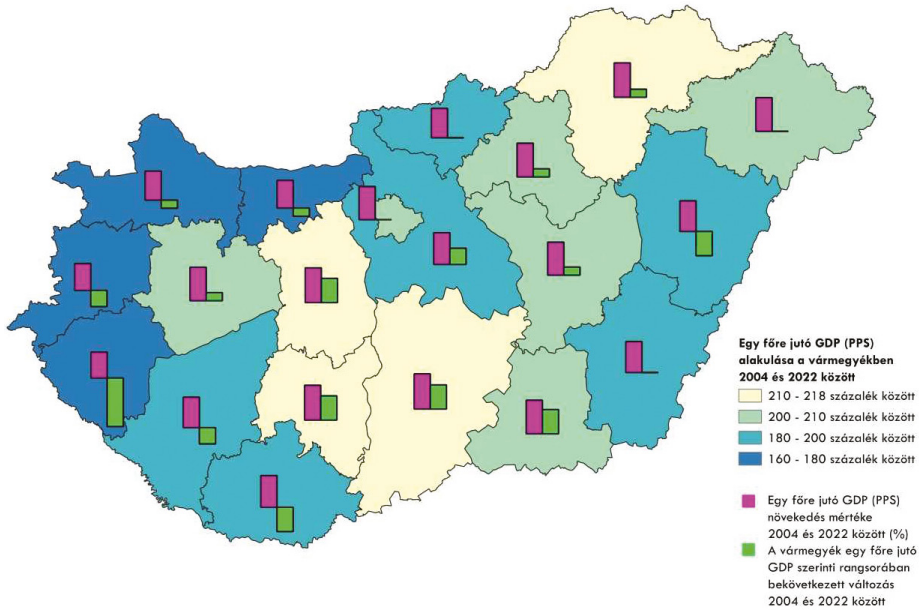 Egy főre jutó GDP (PPS)
alakulása a vármegyékben
2004 és 2022 között
210 - 218 százalék között
200 - 210 százalék között
180 - 200 százalék között
160 - 180 százalék között
Egy főre jutó GDP (PPS)
növekedés mértéke
2004 és 2022 között (%)
A vármegyék egy főre jutó
GDP szerinti rangsorában
bekövetkezett változás
2004 és 2022 között